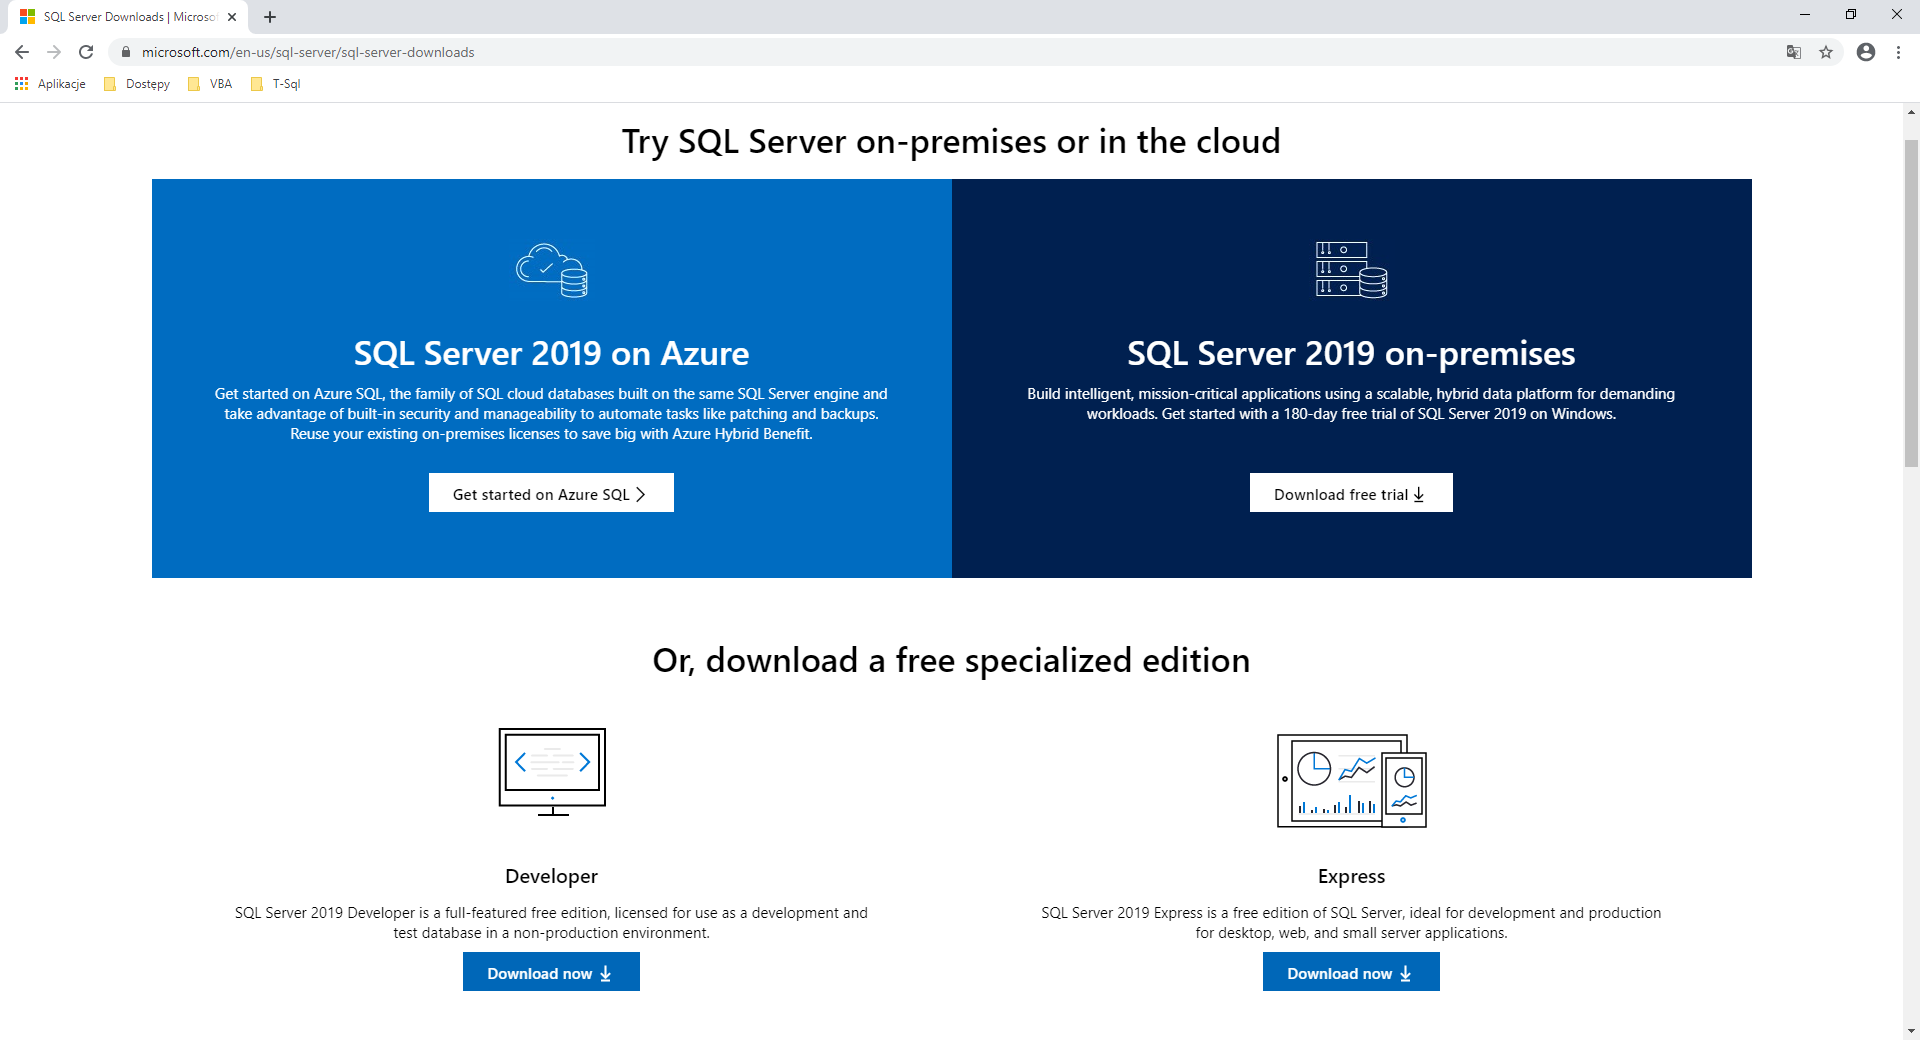 SQL Server Downloads | Microso
microsoft.com/en-us/sql-server/sql-server-downloads
Aplikacje
Dostępy
VBA
T-Sql
Try SQL Server on-premises or in the cloud
SQL Server 2019 on Azure
Get started on Azure SQL, the family of SQL cloud databases built on the same SQL Server engine and
take advantage of built-in security and manageability to automate tasks like patching and backups.
Reuse your existing on-premises licenses to save big with Azure Hybrid Benefit.
Get started on Azure SQL
SQL Server 2019 on-premises
Build intelligent, mission-critical applications using a scalable, hybrid data platform for demanding
workloads. Get started with a 180-day free trial of SQL Server 2019 on Windows.
Download free trial
Or, download a free specialized edition
Developer
SQL Server 2019 Developer is a full-featured free edition, licensed for use as a development and
test database in a non-production environment.
Download now
Express
SQL Server 2019 Express is a free edition of SQL Server, ideal for development and production
for desktop, web, and small server applications.
Download now